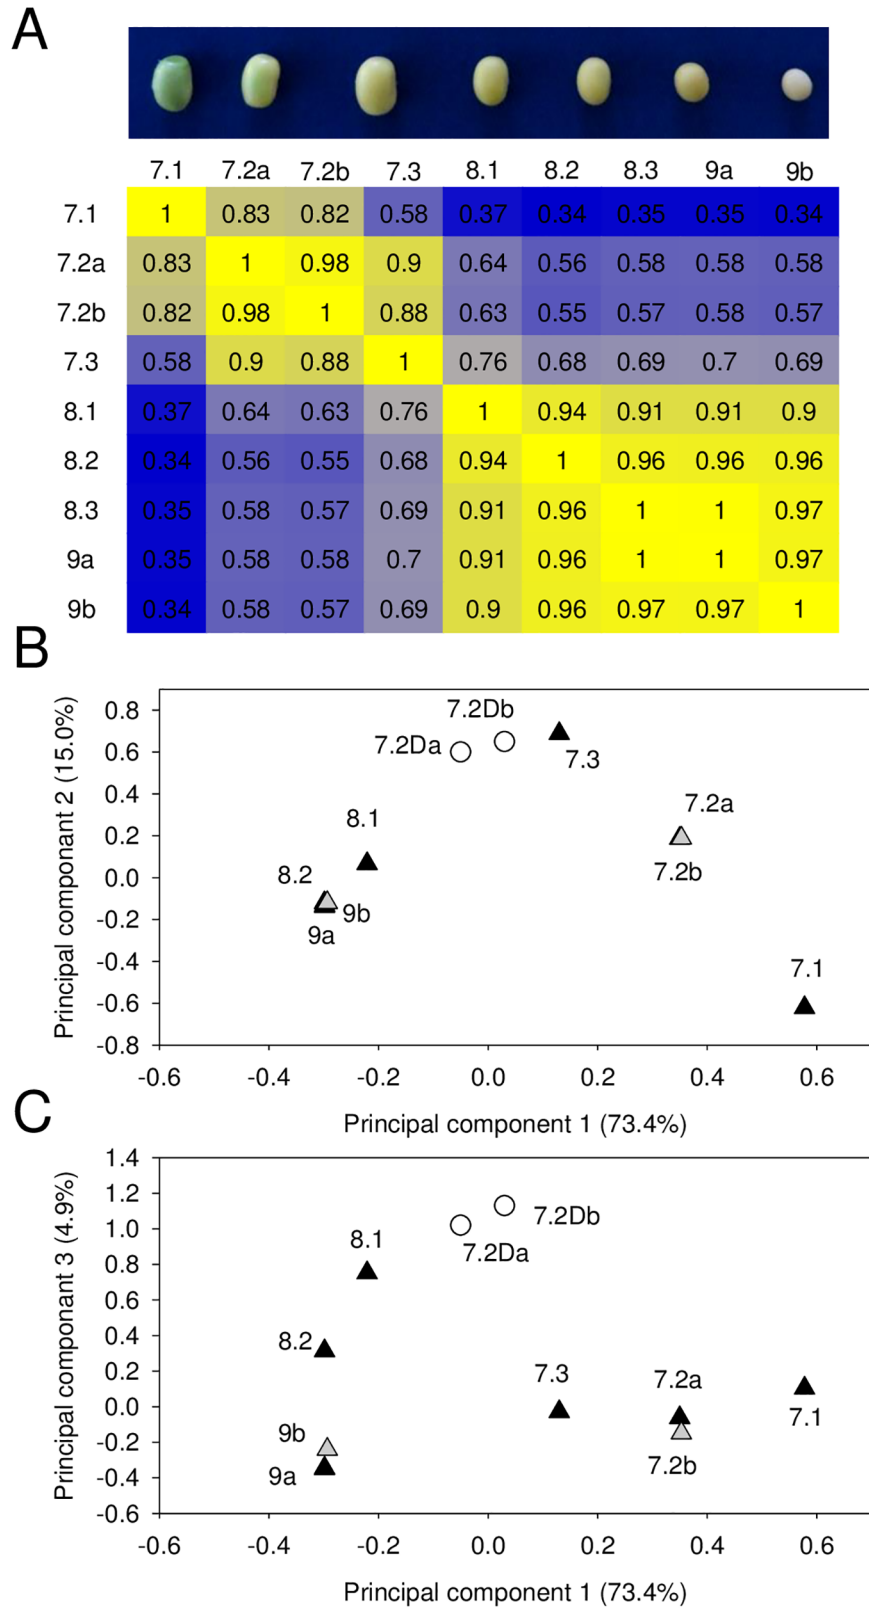 A
7.1 7.2a 7.2b 7.3 8.1 8.2 8.3 9a 9b
7.1 1 0.83 0.82 0.58 0.37 0.34 0.35 0.35 0.34
7.2a 0.83 1 0.98 0.9 0.64 0.56 0.58 0.58 0.58
7.2b 0.82 0.98 1 0.88 0.63 0.55 0.57 0.58 0.57
7.3 0.58 0.9 0.88 1 0.76 0.68 0.69 0.7 0.69
8.1 0.37 0.64 0.63 0.76 1 0.94 0.91 0.91 0.9
8.2 0.34 0.56 0.55 0.68 0.94 1 0.96 0.96 0.96
8.3 0.35 0.58 0.57 0.69 0.91 0.96 1 1 0.97
9a 0.35 0.58 0.58 0.7 0.91 0.96 1 1 0.97
9b 0.34 0.58 0.57 0.69 0.9 0.96 0.97 0.97 1
B
Principal componant 2 (15.0%)
0.8
0.6
0.4
0.2
0.0
-0.2
-0.4
-0.6
-0.8
7.2Db
7.2Da
7.3
7.2a
8.1
7.2b
8.2
9b
9a
7.1
-0.6 -0.4 -0.2 0.0 0.2 0.4 0.6
Principal component 1 (73.4%)
C
Principal componant 3 (4.9%)
1.4
1.2
1.0
0.8
0.6
0.4
0.2
0.0
-0.2
-0.4
-0.6
7.2Db
8.1
7.2Da
8.2
7.3
7.2a
7.1
9b
7.2b
9a
-0.6 -0.4 -0.2 0.0 0.2 0.4 0.6
Principal component 1 (73.4%)